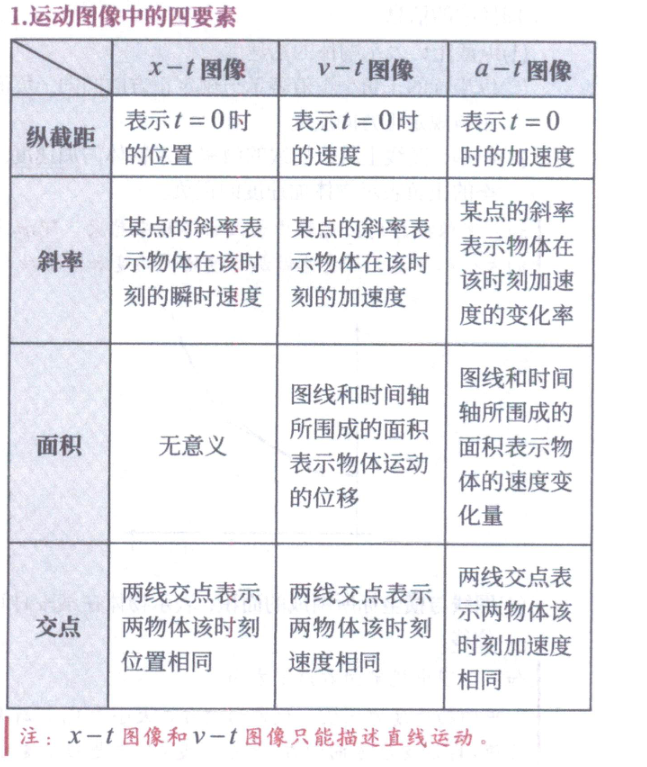 1.运动图像中的四要素
x－t图像
v－t图像
a－t图像
纵截距
表示t＝0时
的位置
表示t＝0时
的速度
表示t＝0
时的加速度
斜率
某点的斜率表
示物体在该时
刻的瞬时速度
某点的斜率表
示物体在该时
刻的加速度
某点的斜率
表示物体在
该时刻加速
度的变化率
面积
无意义
图线和时间轴
所围成的面积
表示物体运动
的位移
图线和时间
轴所围成的
面积表示物
体的速度变
化量
交点
两线交点表示
两物体该时刻
位置相同
两线交点表示
两物体该时刻
速度相同
两线交点表
示两物体该
时刻加速度
相同
注：x－t图像和v－t图像只能描述直线运动。